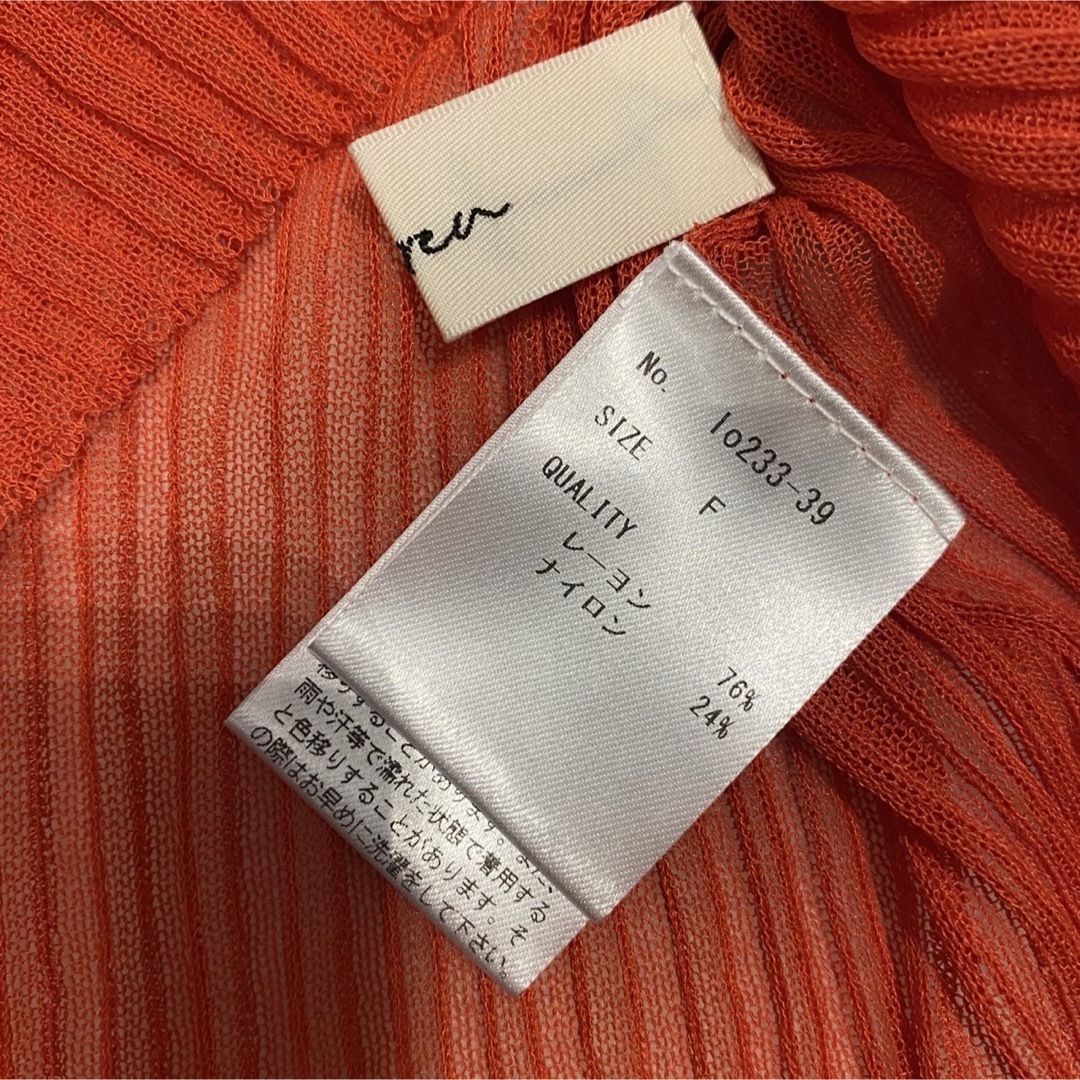 No. lo233-39
SIZE F
QUALITY
レーヨン 76%
ナイロン 24%
雨や汗等で濡れた状態で着用する
と色移りすることがあります。そ
の際はお早めに洗濯をして下さい。